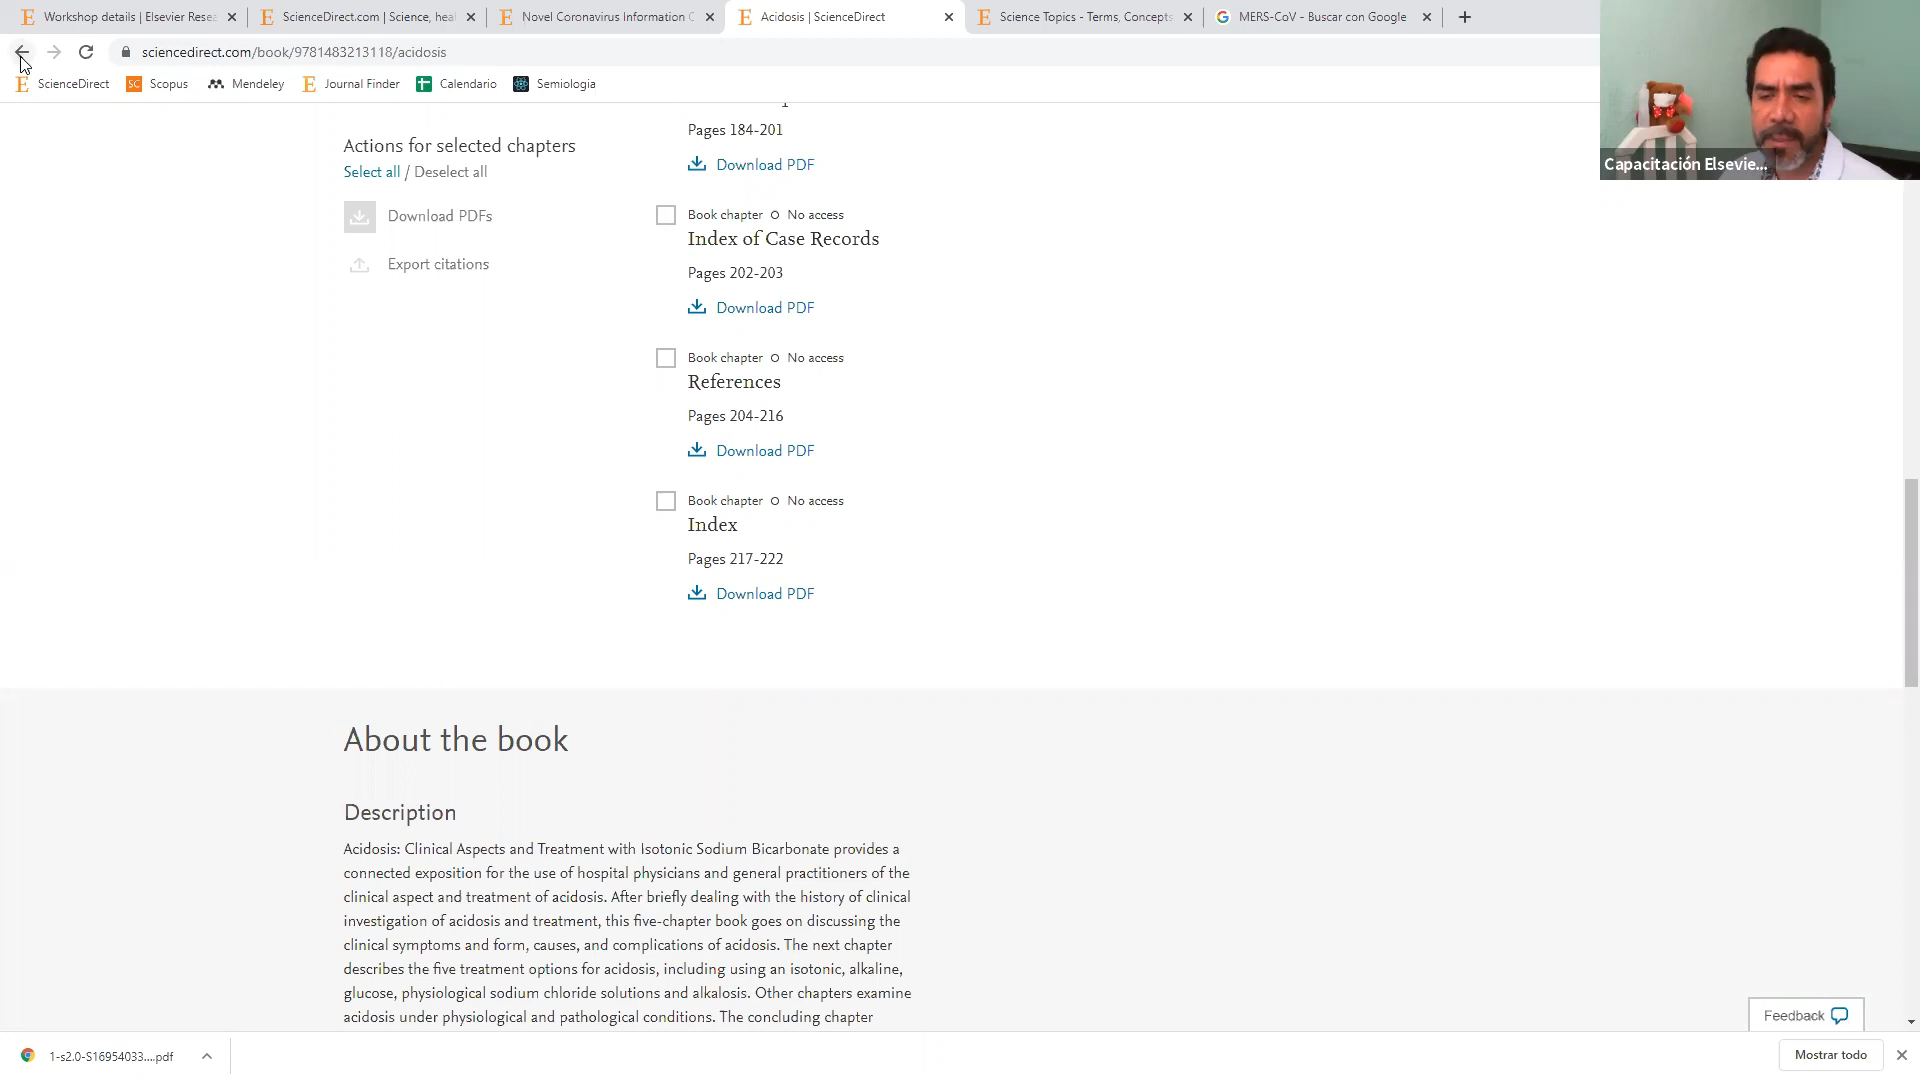 Workshop details | Elsevier Resea
ScienceDirect.com | Science, heal
Novel Coronavirus Information C
Acidosis | ScienceDirect
Science Topics - Terms, Concepts
MERS-CoV - Buscar con Google
sciencedirect.com/book/9781483213118/acidosis
ScienceDirect
Scopus
Mendeley
Journal Finder
Calendario
Semiologia
Capacitación Elsevie...
Actions for selected chapters
Select all / Deselect all
Download PDFs
Export citations
Pages 184-201
Download PDF
Book chapter No access
Index of Case Records
Pages 202-203
Download PDF
Book chapter No access
References
Pages 204-216
Download PDF
Book chapter No access
Index
Pages 217-222
Download PDF
About the book
Description
Acidosis: Clinical Aspects and Treatment with Isotonic Sodium Bicarbonate provides a
connected exposition for the use of hospital physicians and general practitioners of the
clinical aspect and treatment of acidosis. After briefly dealing with the history of clinical
investigation of acidosis and treatment, this five-chapter book goes on discussing the
clinical symptoms and form, causes, and complications of acidosis. The next chapter
describes the five treatment options for acidosis, including using an isotonic, alkaline,
glucose, physiological sodium chloride solutions and alkalosis. Other chapters examine
acidosis under physiological and pathological conditions. The concluding chapter
Feedback
1-s2.0-S16954033....pdf
Mostrar todo